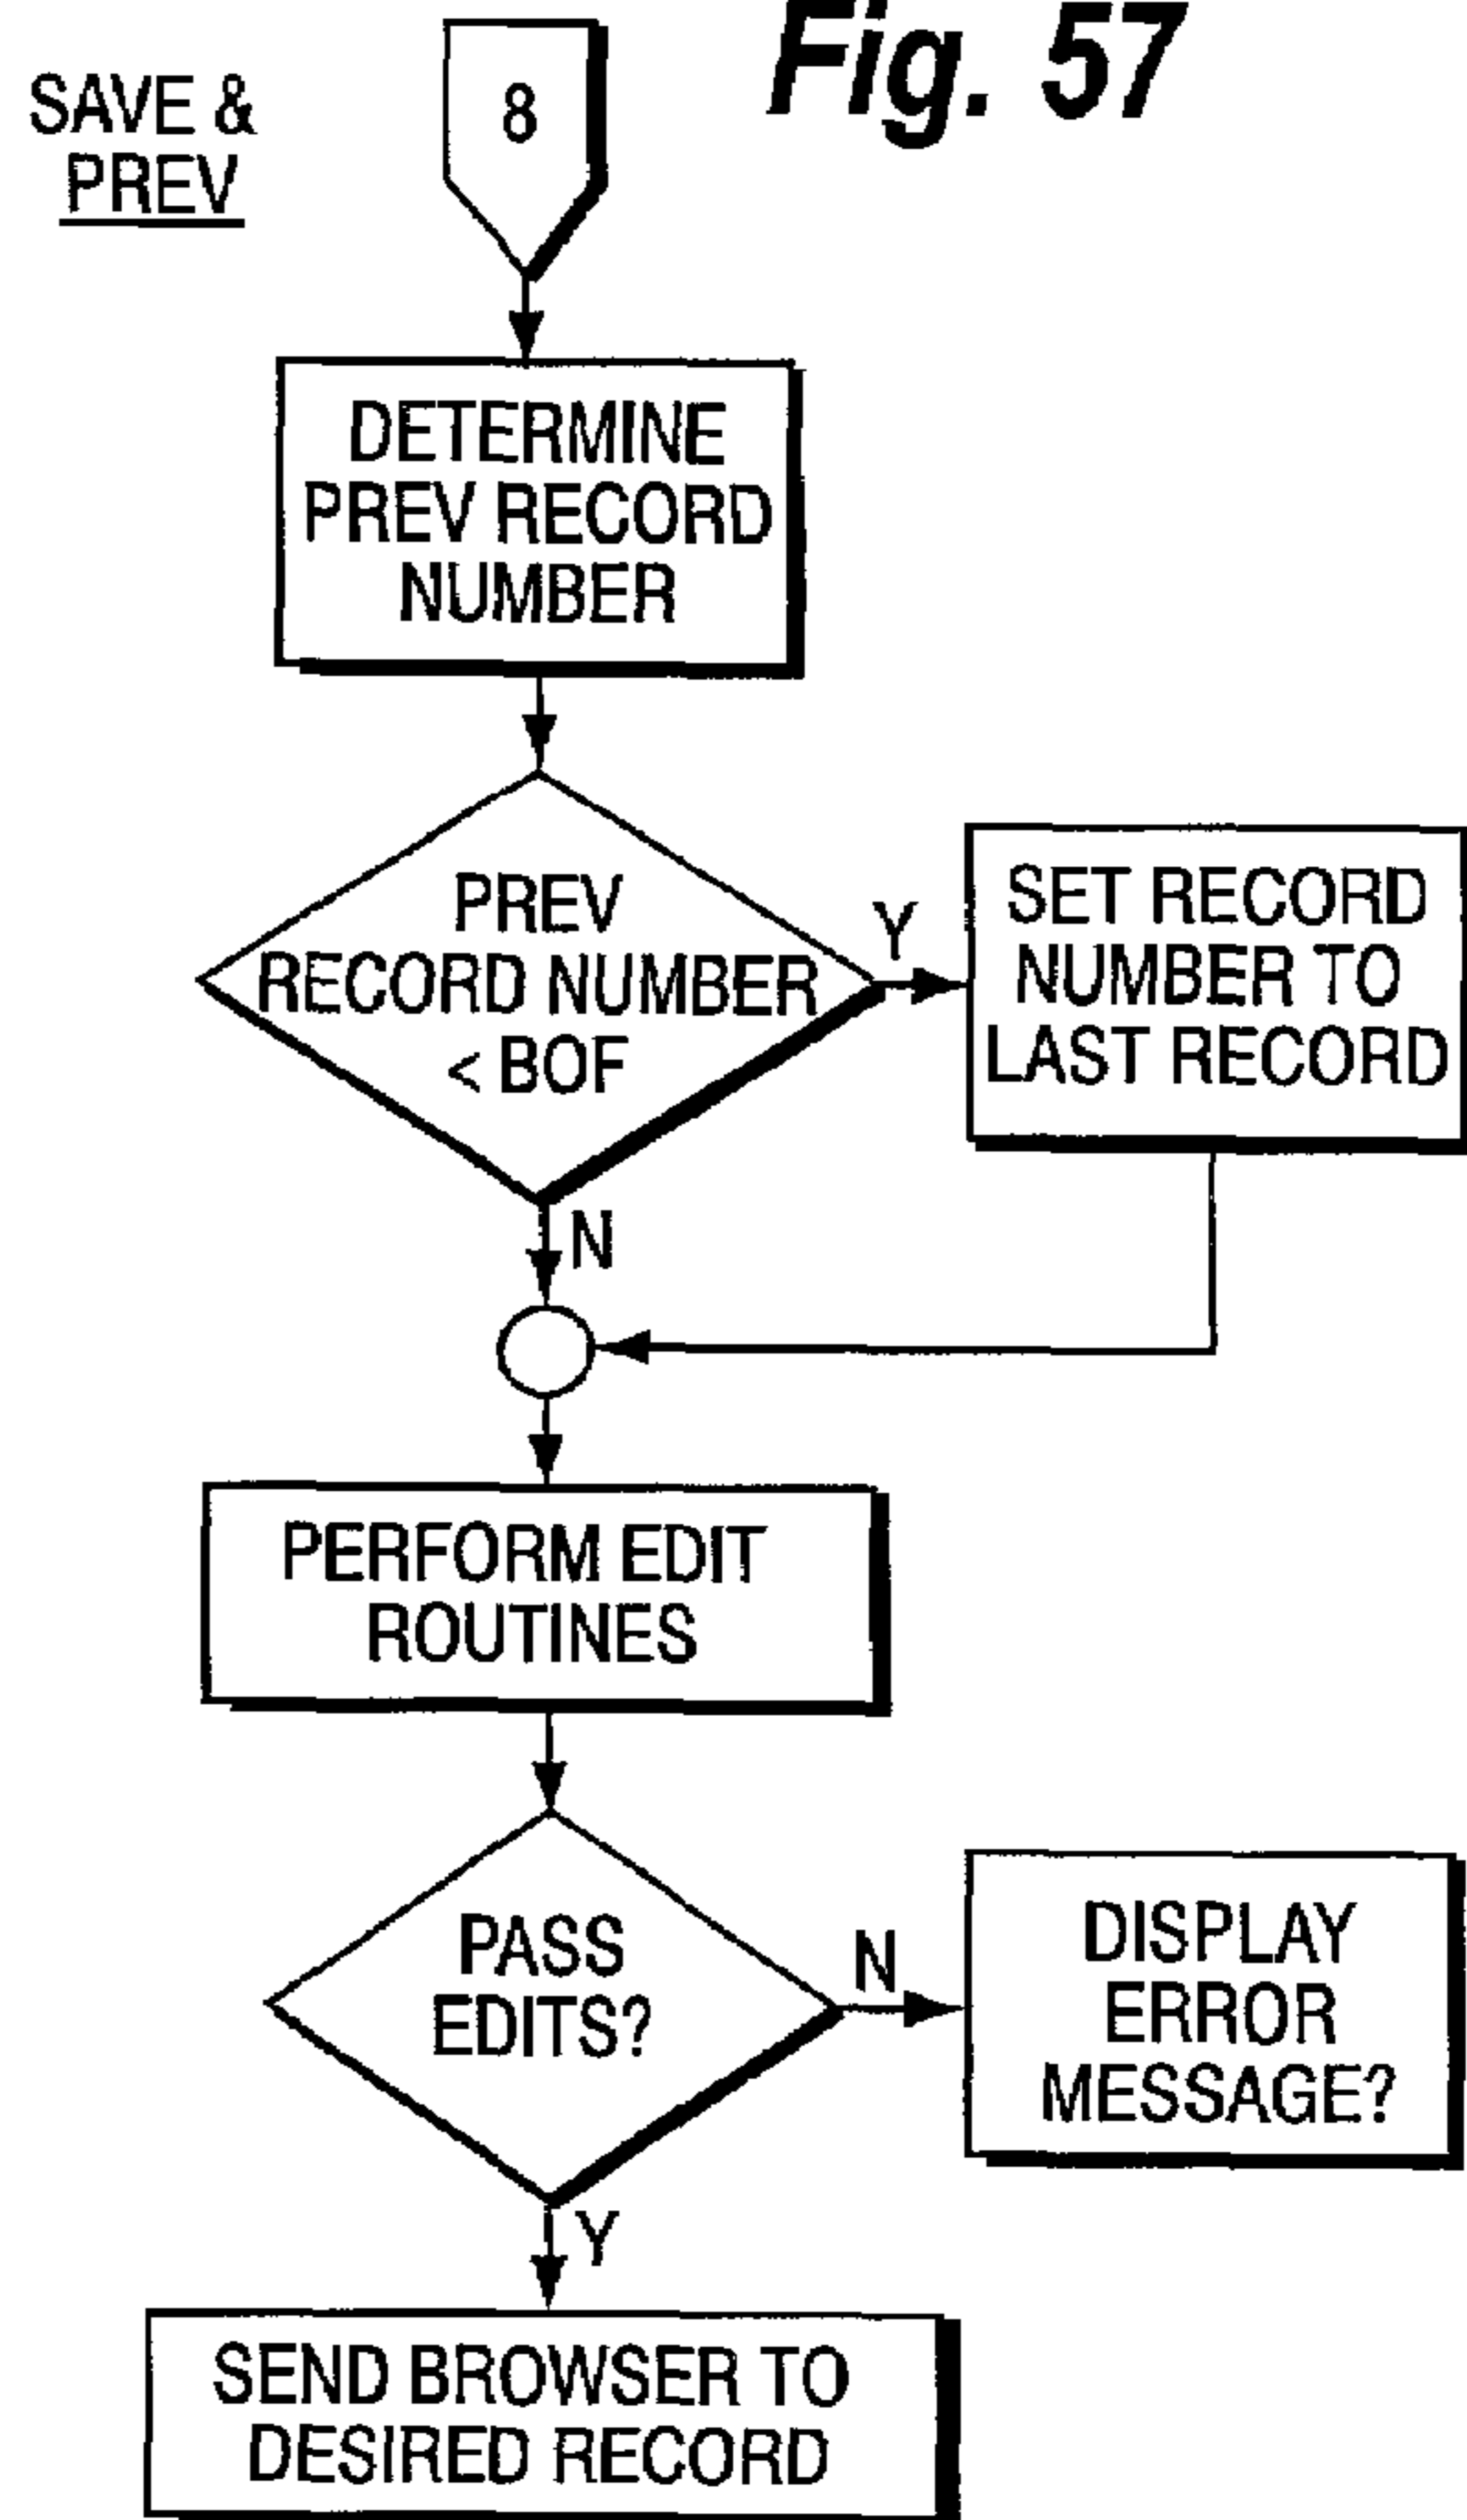 Fig. 57
SAVE &
PREV
8
DETERMINE
PREV RECORD
NUMBER
PREV
RECORD NUMBER
< BOF
Y
SET RECORD
NUMBER TO
LAST RECORD
N
PERFORM EDIT
ROUTINES
PASS
EDITS?
N
DISPLAY
ERROR
MESSAGE?
Y
SEND BROWSER TO
DESIRED RECORD